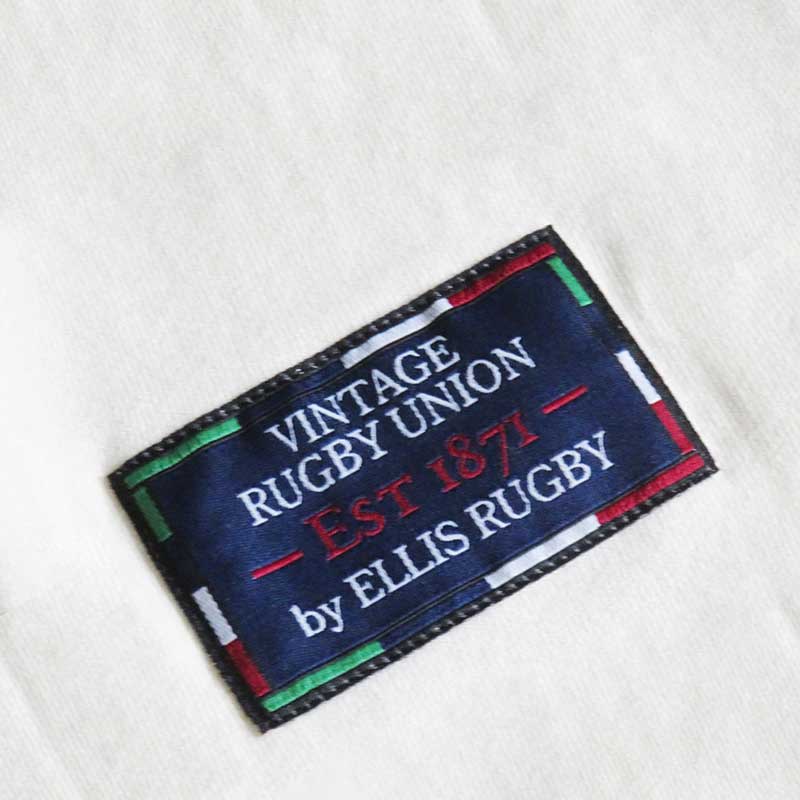 VINTAGE
RUGBY UNION
— EST 1871 —
by ELLIS RUGBY